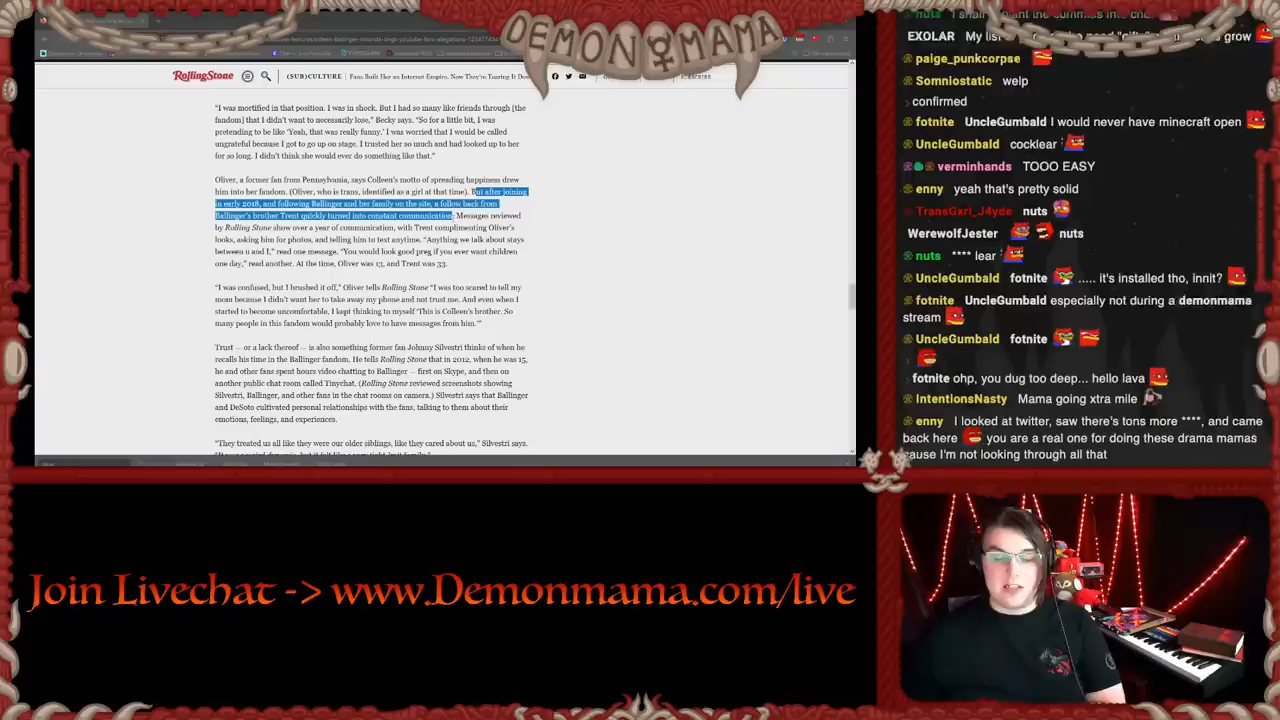 DEMON MAMA
RollingStone
(SUB)CULTURE
Fans Built Her an Internet Empire. Now They're Tearing It Down
SUBSCRIBE
“I was mortified in that position. I was in shock. But I had so many like friends through [the
fandom] that I didn’t want to necessarily lose,” Becky says. “So for a little bit, I was
pretending to be like ‘Yeah, that was really funny.’ I was worried that I would be called
ungrateful because I got to go up on stage. I trusted her so much and had looked up to her
for so long. I didn’t think she would ever do something like that.”
Oliver, a former fan from Pennsylvania, says Colleen’s motto of spreading happiness drew
him into her fandom. (Oliver, who is trans, identified as a girl at that time). But after joining
in early 2018, and following Ballinger and her family on the site, a follow back from
Ballinger’s brother Trent quickly turned into constant communication. Messages reviewed
by Rolling Stone show over a year of communication, with Trent complimenting Oliver’s
looks, asking him for photos, and telling him to text anytime. “Anything we talk about stays
between u and I,” read one message. “You would look good preg if you ever want children
one day,” read another. At the time, Oliver was 13, and Trent was 33.
“I was confused, but I brushed it off,” Oliver tells Rolling Stone “I was too scared to tell my
mom because I didn’t want her to take away my phone and not trust me. And even when I
started to become uncomfortable, I kept thinking to myself ‘This is Colleen’s brother. So
many people in this fandom would probably love to have messages from him.’”
Trust — or a lack thereof — is also something former fan Johnny Silvestri thinks of when he
recalls his time in the Ballinger fandom. He tells Rolling Stone that in 2012, when he was 15,
he and other fans spent hours video chatting to Ballinger — first on Skype, and then on
another public chat room called Tinychat. (Rolling Stone reviewed screenshots showing
Silvestri, Ballinger, and other fans in the chat rooms on camera.) Silvestri says that Ballinger
and DeSoto cultivated personal relationships with the fans, talking to them about their
emotions, feelings, and experiences.
“They treated us all like they were our older siblings, like they cared about us,” Silvestri says.
EXOLAR My list
paige_punkcorpse
Somniostatic welp
confirmed
fotnite UncleGumbald I would never have minecraft open
UncleGumbald cocklear
verminhands TOOO EASY
enny yeah that's pretty solid
TransGxri_J4yde nuts
WerewolfJester nuts
nuts **** lear
UncleGumbald fotnite ..... it's installed tho, innit?
fotnite UncleGumbald especially not during a demonmama
stream
UncleGumbald fotnite
fotnite ohp, you dug too deep... hello lava
IntentionsNasty Mama going xtra mile
enny I looked at twitter, saw there's tons more ****, and came
back here you are a real one for doing these drama mamas
cause I'm not looking through all that
Join Livechat -> www.Demonmama.com/live